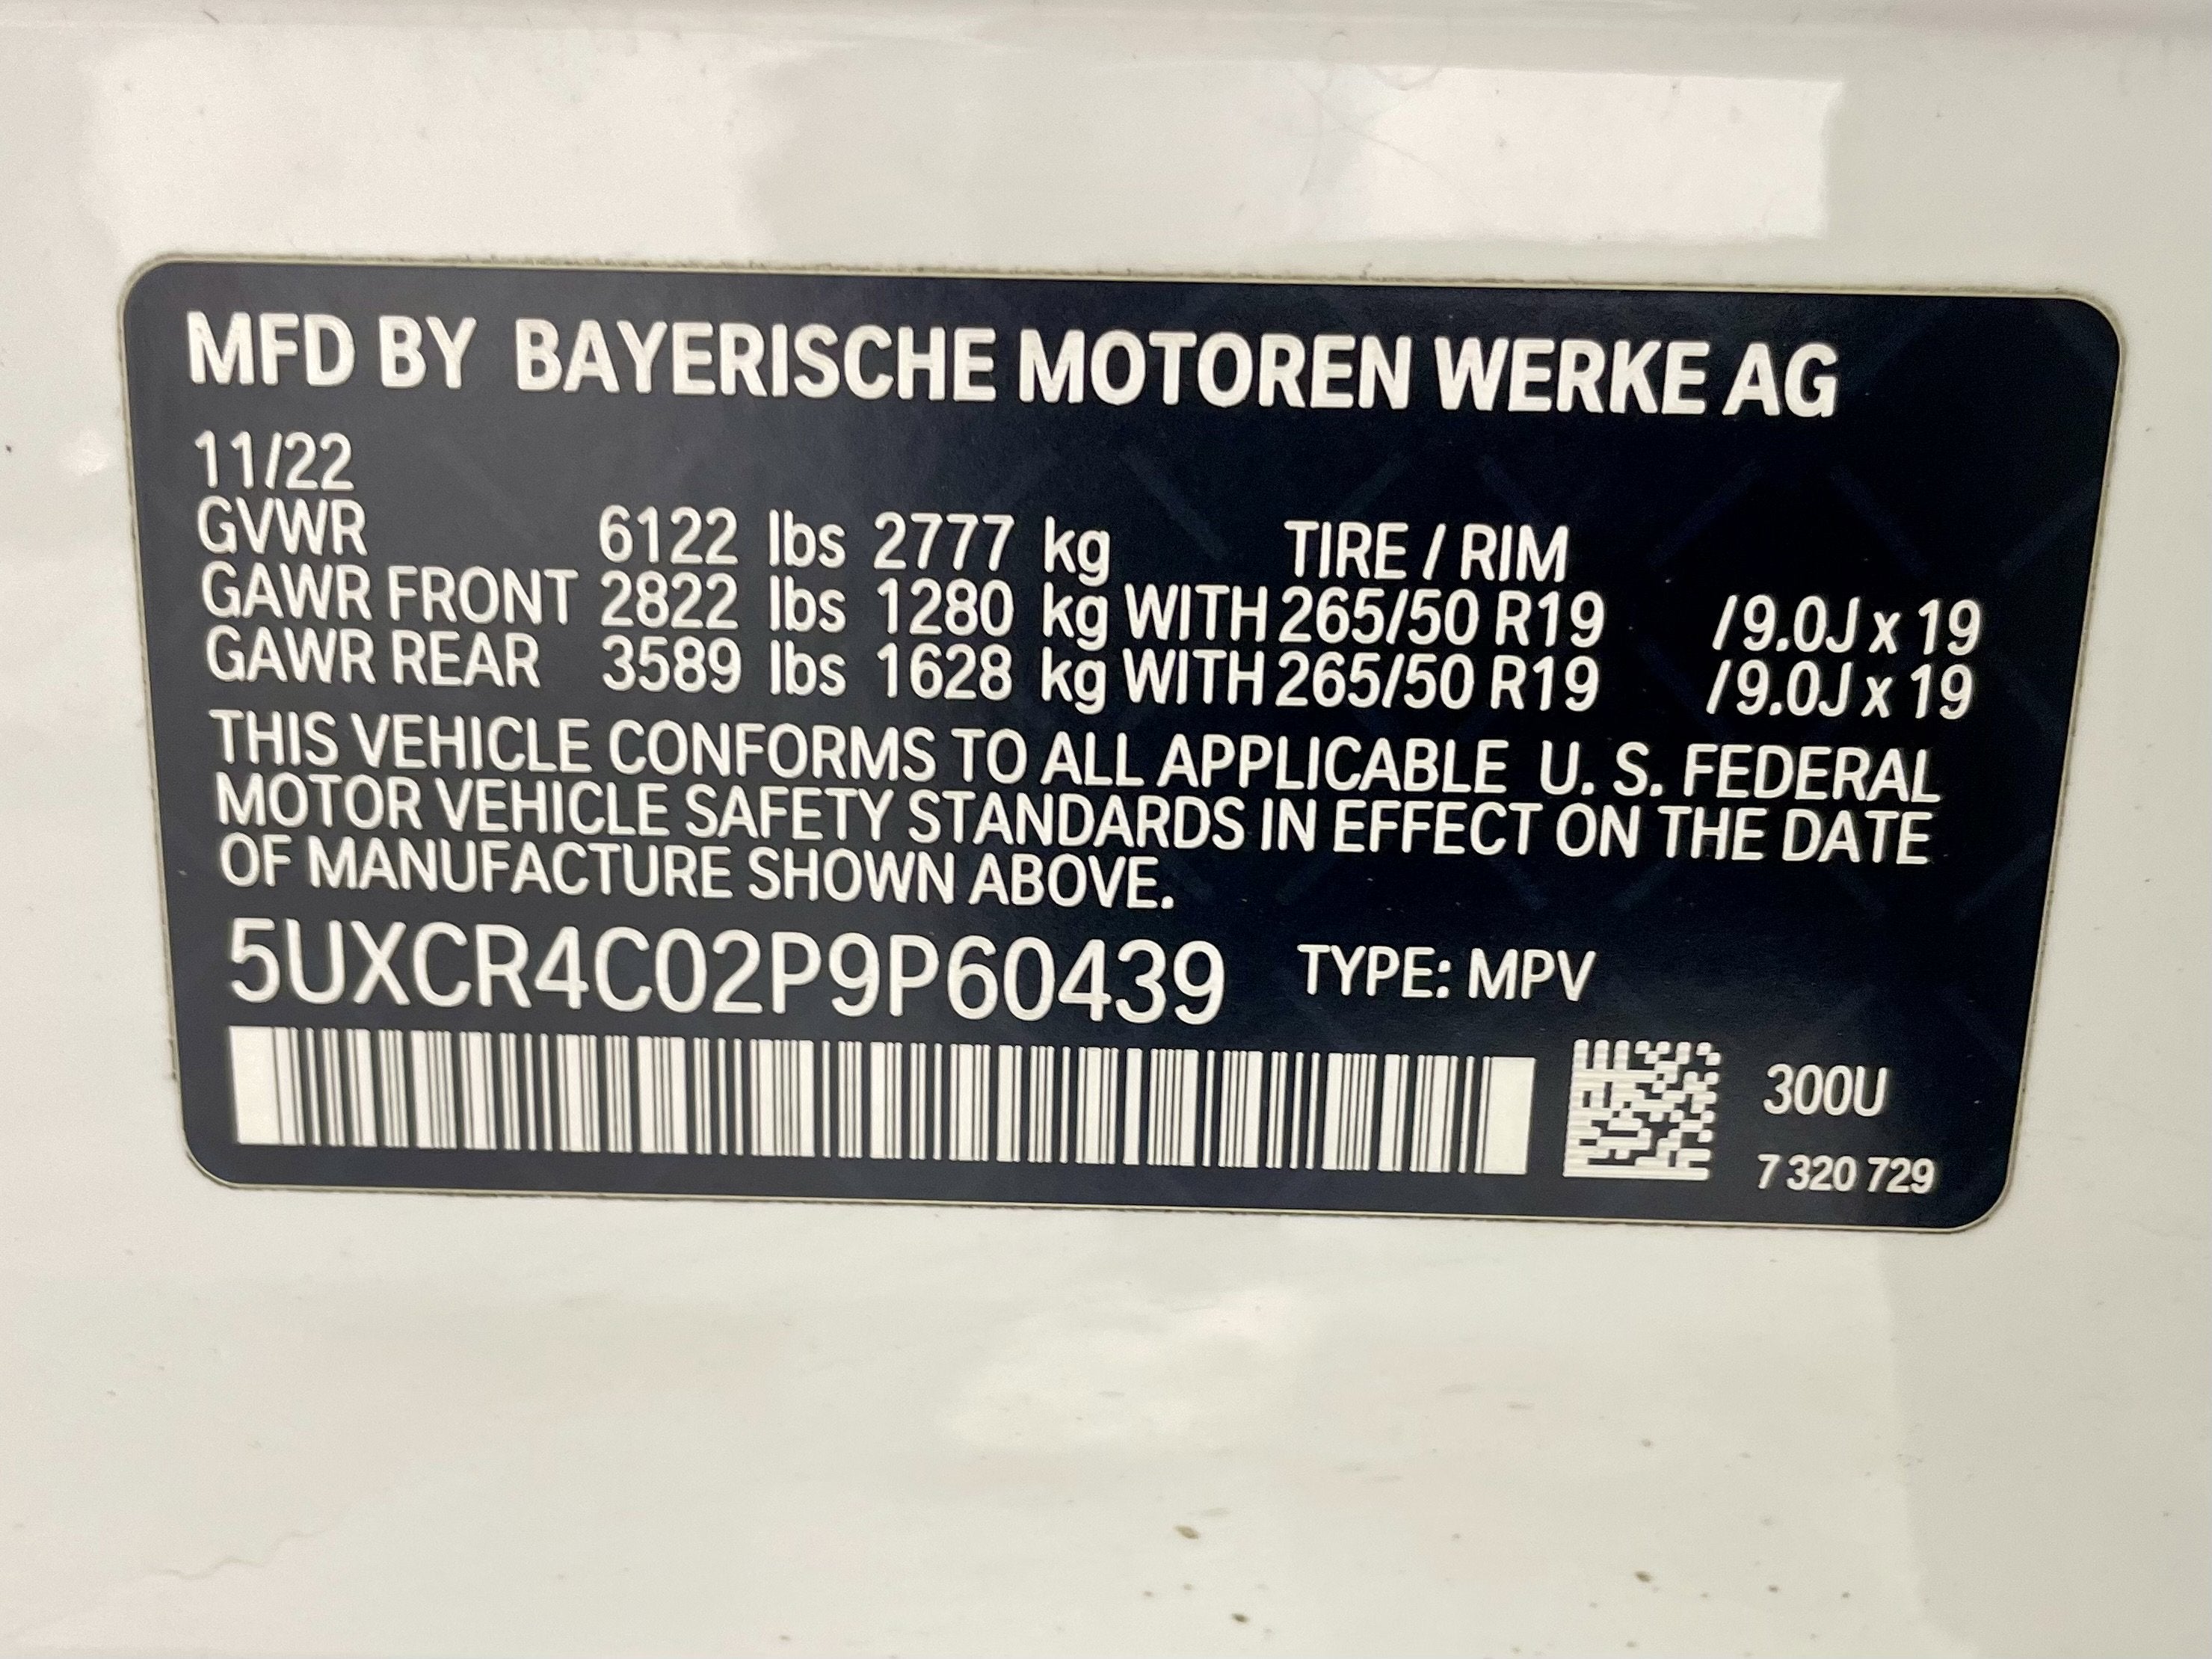 MFD BY BAYERISCHE MOTOREN WERKE AG
11/22
GVWR 6122 lbs 2777 kg TIRE / RIM
GAWR FRONT 2822 lbs 1280 kg WITH 265/50 R19 / 9.0J x 19
GAWR REAR 3589 lbs 1628 kg WITH 265/50 R19 / 9.0J x 19
THIS VEHICLE CONFORMS TO ALL APPLICABLE U. S. FEDERAL
MOTOR VEHICLE SAFETY STANDARDS IN EFFECT ON THE DATE
OF MANUFACTURE SHOWN ABOVE.
5UXCR4C02P9P60439 TYPE: MPV
300U
7 320 729